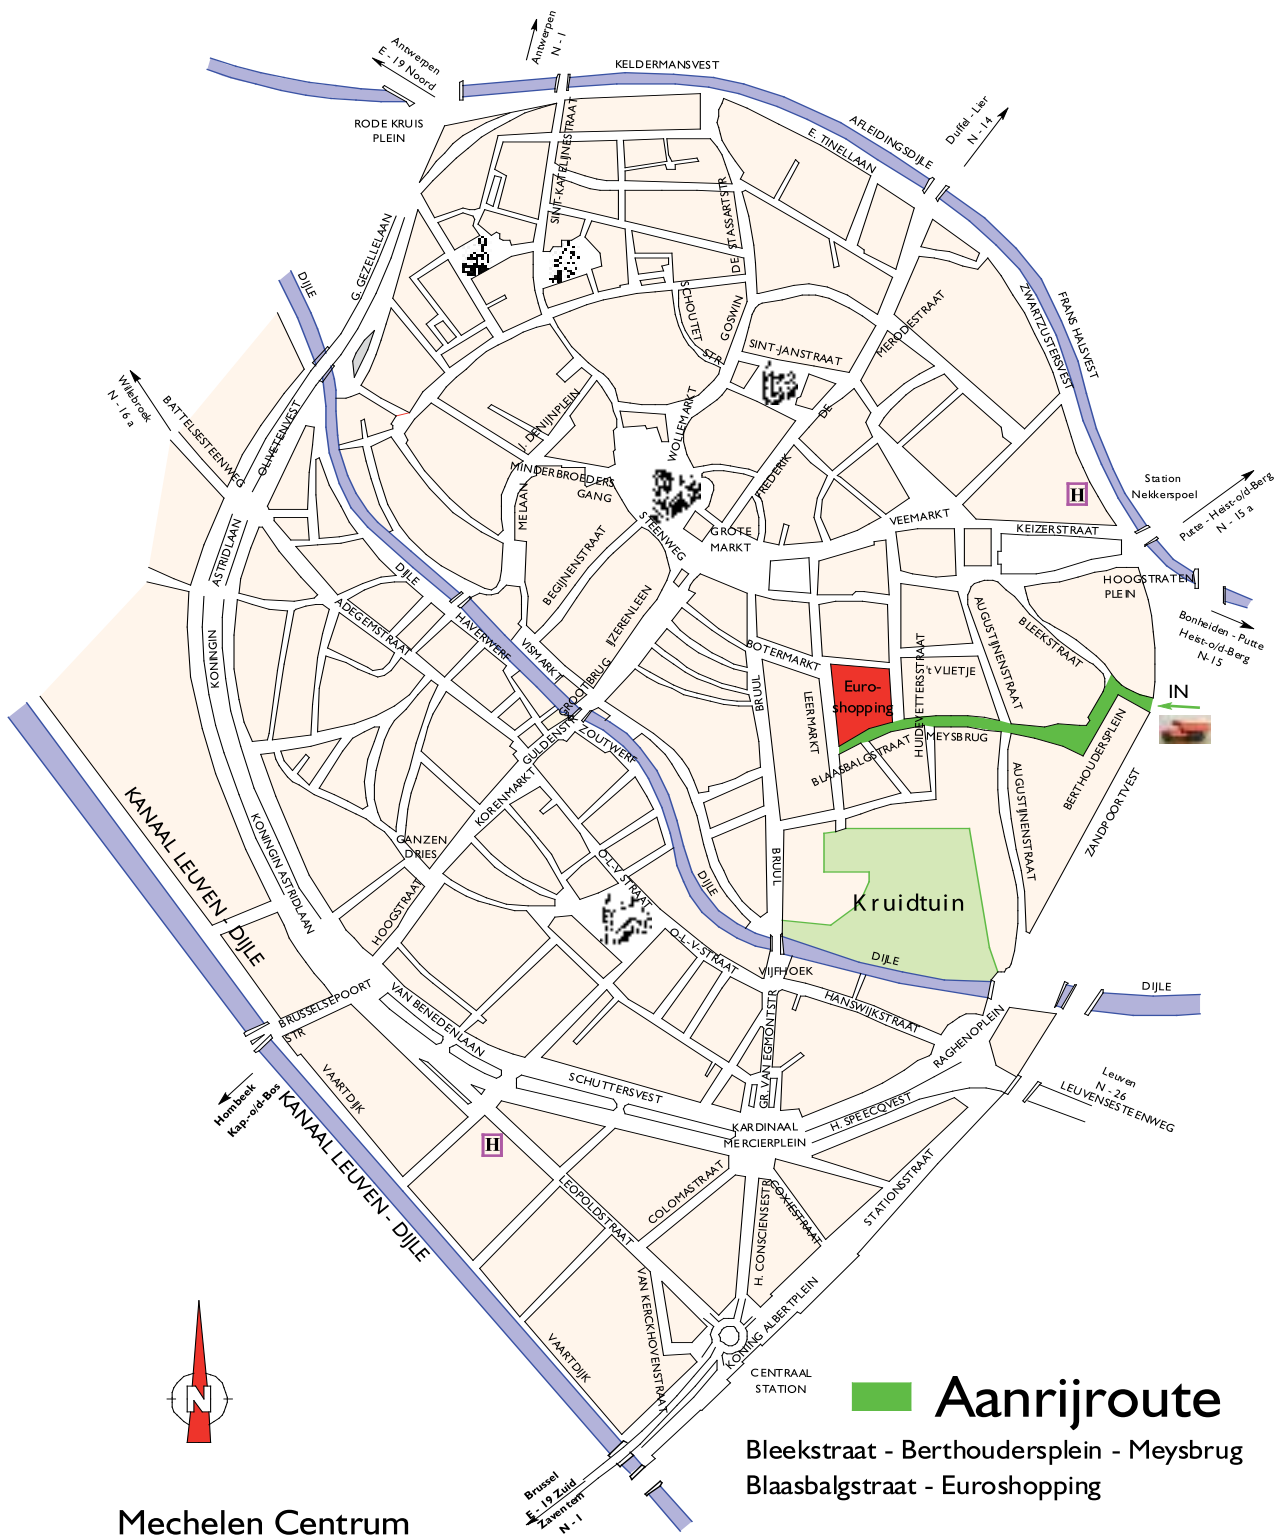 Antwerpen
N - 1
Antwerpen
E - 19 Noord
KELDERMANSVEST
RODE KRUIS
PLEIN
AFLEIDINGSDIJLE
E. TINELLAAN
Duffel - Lier
N - 14
SINT-KATELIJNESTRAAT
DE STASSARTSTR
G. GEZELLELAAN
DIJLE
SCHOUTET
STR
GOSWIN
SINT-JANSTRAAT
MERODESTRAAT
DE
FREDERIK
ZWARTZUSTERSVEST
FRANS HALSVEST
Willebroek
N - 16 a
BATTELSESTEENWEG
OLIVETENVEST
J. DENIJNPLEIN
WOLLEMARKT
MINDERBROEDERS
GANG
MELAAN
STEENWEG
GROTE
MARKT
VEEMARKT
KEIZERSTRAAT
H
Station
Nekkerspoel
Putte - Heist-o/d-Berg
N - 15 a
HOOGSTRATEN
PLEIN
Bonheiden - Putte
Heist-o/d-Berg
N-15
ASTRIDLAAN
KONINGIN
DIJLE
ADEGEMSTRAAT
HAVERWERF
VISMARKT
BEGIJNENSTRAAT
IJZERENLEEN
GROOTBRUG
GULDENSTR
ZOUTWERF
KORENMARKT
BOTERMARKT
BRUUL
LEERMARKT
Euro-
shopping
HUIDEVETTERSSTRAAT
't VLIETJE
AUGUSTIJNENSTRAAT
BLEEKSTRAAT
IN
MEYSBRUG
BLAASBALGSTRAAT
BERTHOUDERSPLEIN
ZANDPOORTVEST
AUGUSTIJNENSTRAAT
KANAAL LEUVEN - DIJLE
KONINGIN ASTRIDLAAN
GANZEN
DRIES
HOOGSTRAAT
O-L-V STRAAT
DIJLE
BRUUL
Kruidtuin
O-L-V-STRAAT
VIJFHOEK
DIJLE
HANSWIJKSTRAAT
RAGHENOPLEIN
DIJLE
BRUSSELSEPOORT
STR
VAN BENEDENLAAN
GR. VAN EGMONTSTR
SCHUTTERSVEST
VAARTDIJK
Hombeek
Kap.-o/d-Bos
KANAAL LEUVEN - DIJLE
H
KARDINAAL
MERCIERPLEIN
H. SPEECQVEST
Leuven
N - 26
LEUVENSESTEENWEG
LEOPOLDSTRAAT
COLOMASTRAAT
H. CONSCIENSESTR
COXIESTRAAT
STATIONSSTRAAT
VAN KERCKHOVENSTRAAT
KONING ALBERTPLEIN
VAARTDIJK
CENTRAAL
STATION
N
Brussel
E - 19 Zuid
Zaventem
N - 1
Aanrijroute
Bleekstraat - Berthoudersplein - Meysbrug
Blaasbalgstraat - Euroshopping
Mechelen Centrum